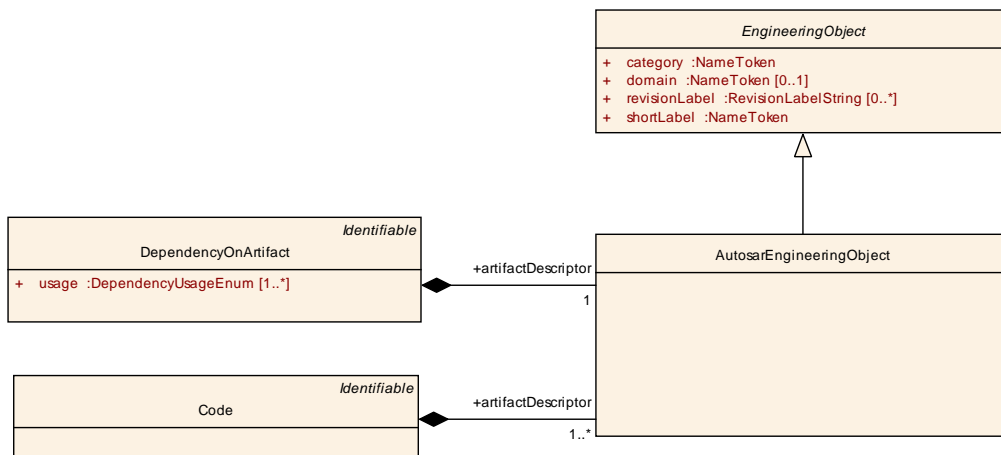 EngineeringObject
+ category :NameToken
+ domain :NameToken [0..1]
+ revisionLabel :RevisionLabelString [0..*]
+ shortLabel :NameToken
Identifiable
DependencyOnArtifact
+ usage :DependencyUsageEnum [1..*]
+artifactDescriptor
1
AutosarEngineeringObject
Identifiable
Code
+artifactDescriptor
1..*